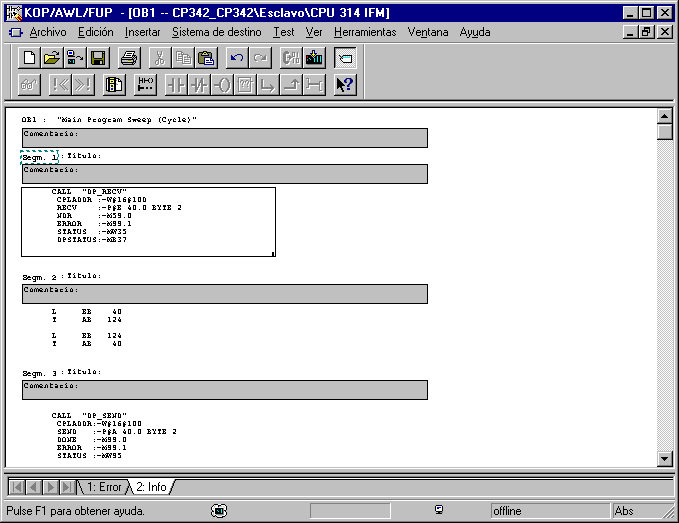 KOP/AWL/FUP - [OB1 -- CP342_CP342\Esclavo\CPU 314 IFM]
Archivo Edición Insertar Sistema de destino Test Ver Herramientas Ventana Ayuda
OB1 : "Main Program Sweep (Cycle)"
Comentario:
Segm. 1 : Título:
Comentario:
CALL "DP_RECV"
CPLADDR :=W#16#100
RECV :=P#E 40.0 BYTE 2
NDR :=M99.0
ERROR :=M99.1
STATUS :=MW35
DPSTATUS:=MB37
Segm. 2 : Título:
Comentario:
L EB 40
T AB 124
L EB 124
T AB 40
Segm. 3 : Título:
Comentario:
CALL "DP_SEND"
CPLADDR:=W#16#100
SEND :=P#A 40.0 BYTE 2
DONE :=M99.0
ERROR :=M99.1
STATUS :=MW95
1: Error 2: Info
Pulse F1 para obtener ayuda. offline Abs